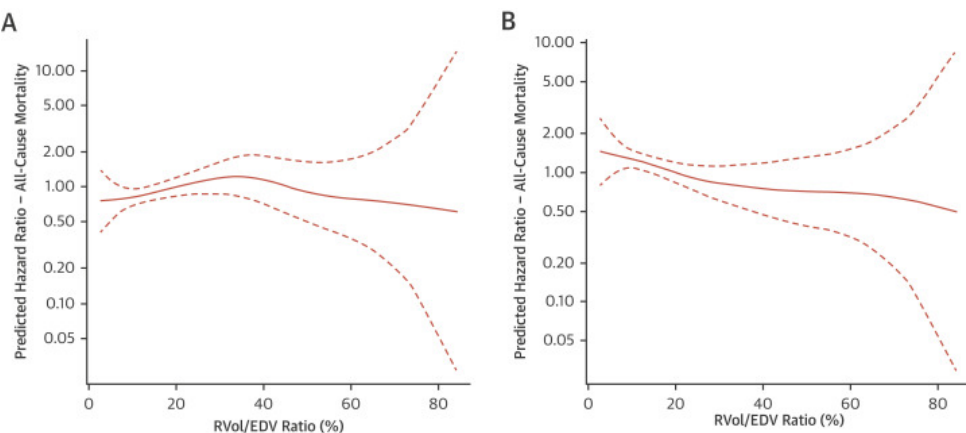 A
Predicted Hazard Ratio – All-Cause Mortality
10.00
5.00
2.00
1.00
0.50
0.20
0.10
0.05
0 20 40 60 80
RVol/EDV Ratio (%)
B
Predicted Hazard Ratio – All-Cause Mortality
10.00
5.00
2.00
1.00
0.50
0.20
0.10
0.05
0 20 40 60 80
RVol/EDV Ratio (%)